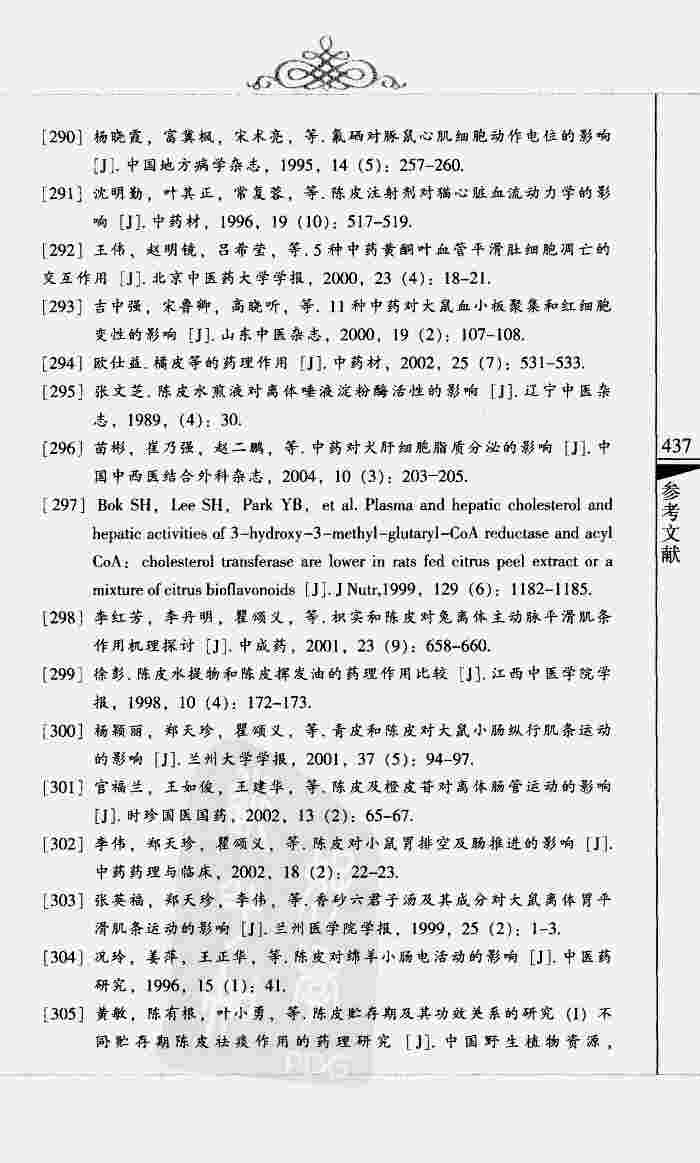 [290] 杨晓霞，富冀枫，宋术亮，等.氟硒对豚鼠心肌细胞动作电位的影响
[J].中国地方病学杂志，1995，14（5）：257-260.
[291] 沈明勤，叶其正，常复蓉，等.陈皮注射剂对猫心脏血流动力学的影
响 [J].中药材，1996，19（10）：517-519.
[292] 王伟，赵明镜，吕希莹，等.5 种中药黄酮叶血管平滑肚细胞凋亡的
交互作用 [J].北京中医药大学学报，2000，23（4）：18-21.
[293] 吉中强，宋鲁卿，高晓听，等. 11 种中药对大鼠血小板聚集和红细胞
变性的影响 [J].山东中医杂志，2000，19（2）；107-108.
[294] 欧仕益.橘皮等的药理作用 [J].中药材，2002，25（7）；531-533.
[295] 张文芝.陈皮水煎液对离体唾液淀粉酶活性的影响 [J].辽宁中医杂
志，1989，（4）：30.
[296] 苗彬，崔乃强，赵二鹏，等.中药对犬肝细胞脂质分泌的影响 [J].中
国中西医结合外科杂志，2004，10（3）：203-205.
[297] Bok SH， Lee SH， Park YB， et al. Plasma and hepatic cholesterol and
hepatic activities of 3-hydroxy-3-methyl-glutaryl-CoA reductase and acyl
CoA： cholesterol transferase are lower in rats fed citrus peel extract or a
mixture of citrus bioflavonoids [J].J Nutr,1999， 129（6）：1182-1185.
[298] 李红芳，李丹明，瞿颂义，等.枳实和陈皮对兔离体主动脉平滑肌条
作用机理探讨 [J].中成药，2001，23（9）：658-660.
[299] 徐彭.陈皮水提物和陈皮挥发油的药理作用比较 [J].江西中医学院学
报，1998，10（4）：172-173.
[300] 杨颖丽，郑天珍，瞿颂义，等.青皮和陈皮对大鼠小肠纵行肌条运动
的影响 [J].兰州大学学报，2001，37（5）：94-97.
[301] 官福兰，王如俊，王建华，等.陈皮及橙皮苷对离体肠管运动的影响
[J].时珍国医国药，2002，13（2）：65-67.
[302] 李伟，郑天珍，瞿颂义，等.陈皮对小鼠胃排空及肠推进的影响 [J].
中药药理与临床，2002，18（2）；22-23.
[303] 张英福，郑天珍，李伟，等.香砂六君子汤及其成分对大鼠离体胃平
滑肌条运动的影响 [J].兰州医学院学报，1999，25（2）；1-3.
[304] 况玲，姜萍，王正华，等.陈皮对绵羊小肠电活动的影响 [J].中医药
研究，1996，15（1）；41.
[305] 黄敏，陈有根，叶小勇，等.陈皮贮存期及其功效关系的研究（I）不
同贮存期陈皮祛痰作用的药理研究 [J].中国野生植物资源，
437
参考文献
PDG